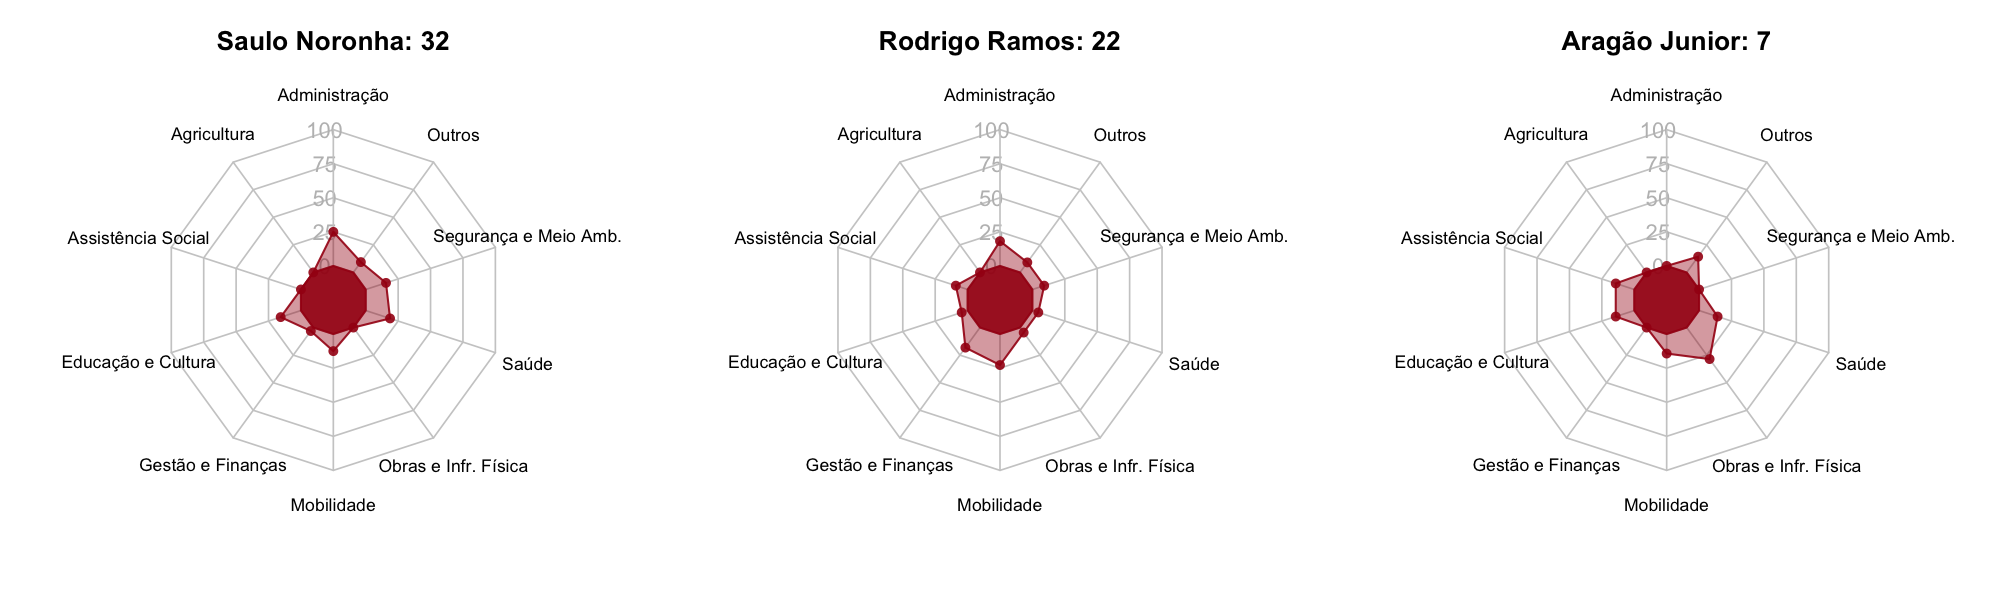 Saulo Noronha: 32
Administração
Agricultura
Outros
100
75
50
25
0
Assistência Social
Segurança e Meio Amb.
Educação e Cultura
Saúde
Gestão e Finanças
Obras e Infr. Física
Mobilidade
Rodrigo Ramos: 22
Administração
Agricultura
Outros
100
75
50
25
0
Assistência Social
Segurança e Meio Amb.
Educação e Cultura
Saúde
Gestão e Finanças
Obras e Infr. Física
Mobilidade
Aragão Junior: 7
Administração
Agricultura
Outros
100
75
50
25
0
Assistência Social
Segurança e Meio Amb.
Educação e Cultura
Saúde
Gestão e Finanças
Obras e Infr. Física
Mobilidade